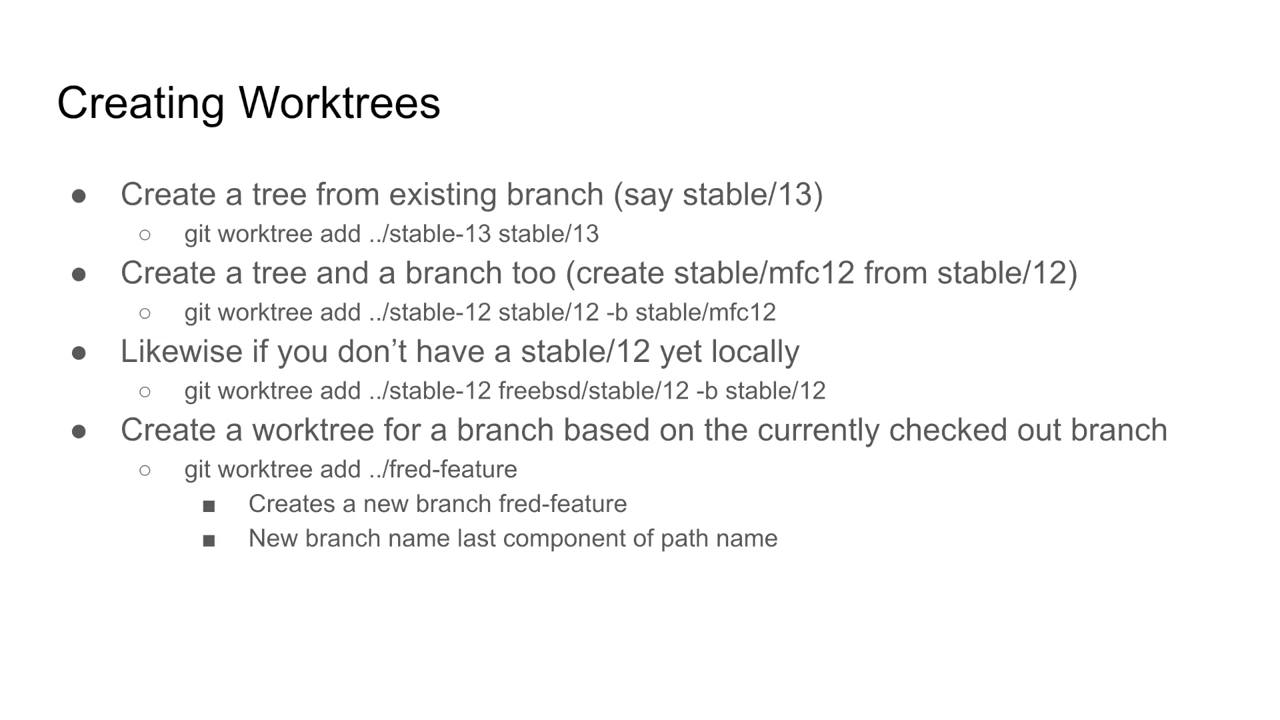 Creating Worktrees
● Create a tree from existing branch (say stable/13)
○ git worktree add ../stable-13 stable/13
● Create a tree and a branch too (create stable/mfc12 from stable/12)
○ git worktree add ../stable-12 stable/12 -b stable/mfc12
● Likewise if you don’t have a stable/12 yet locally
○ git worktree add ../stable-12 freebsd/stable/12 -b stable/12
● Create a worktree for a branch based on the currently checked out branch
○ git worktree add ../fred-feature
■ Creates a new branch fred-feature
■ New branch name last component of path name